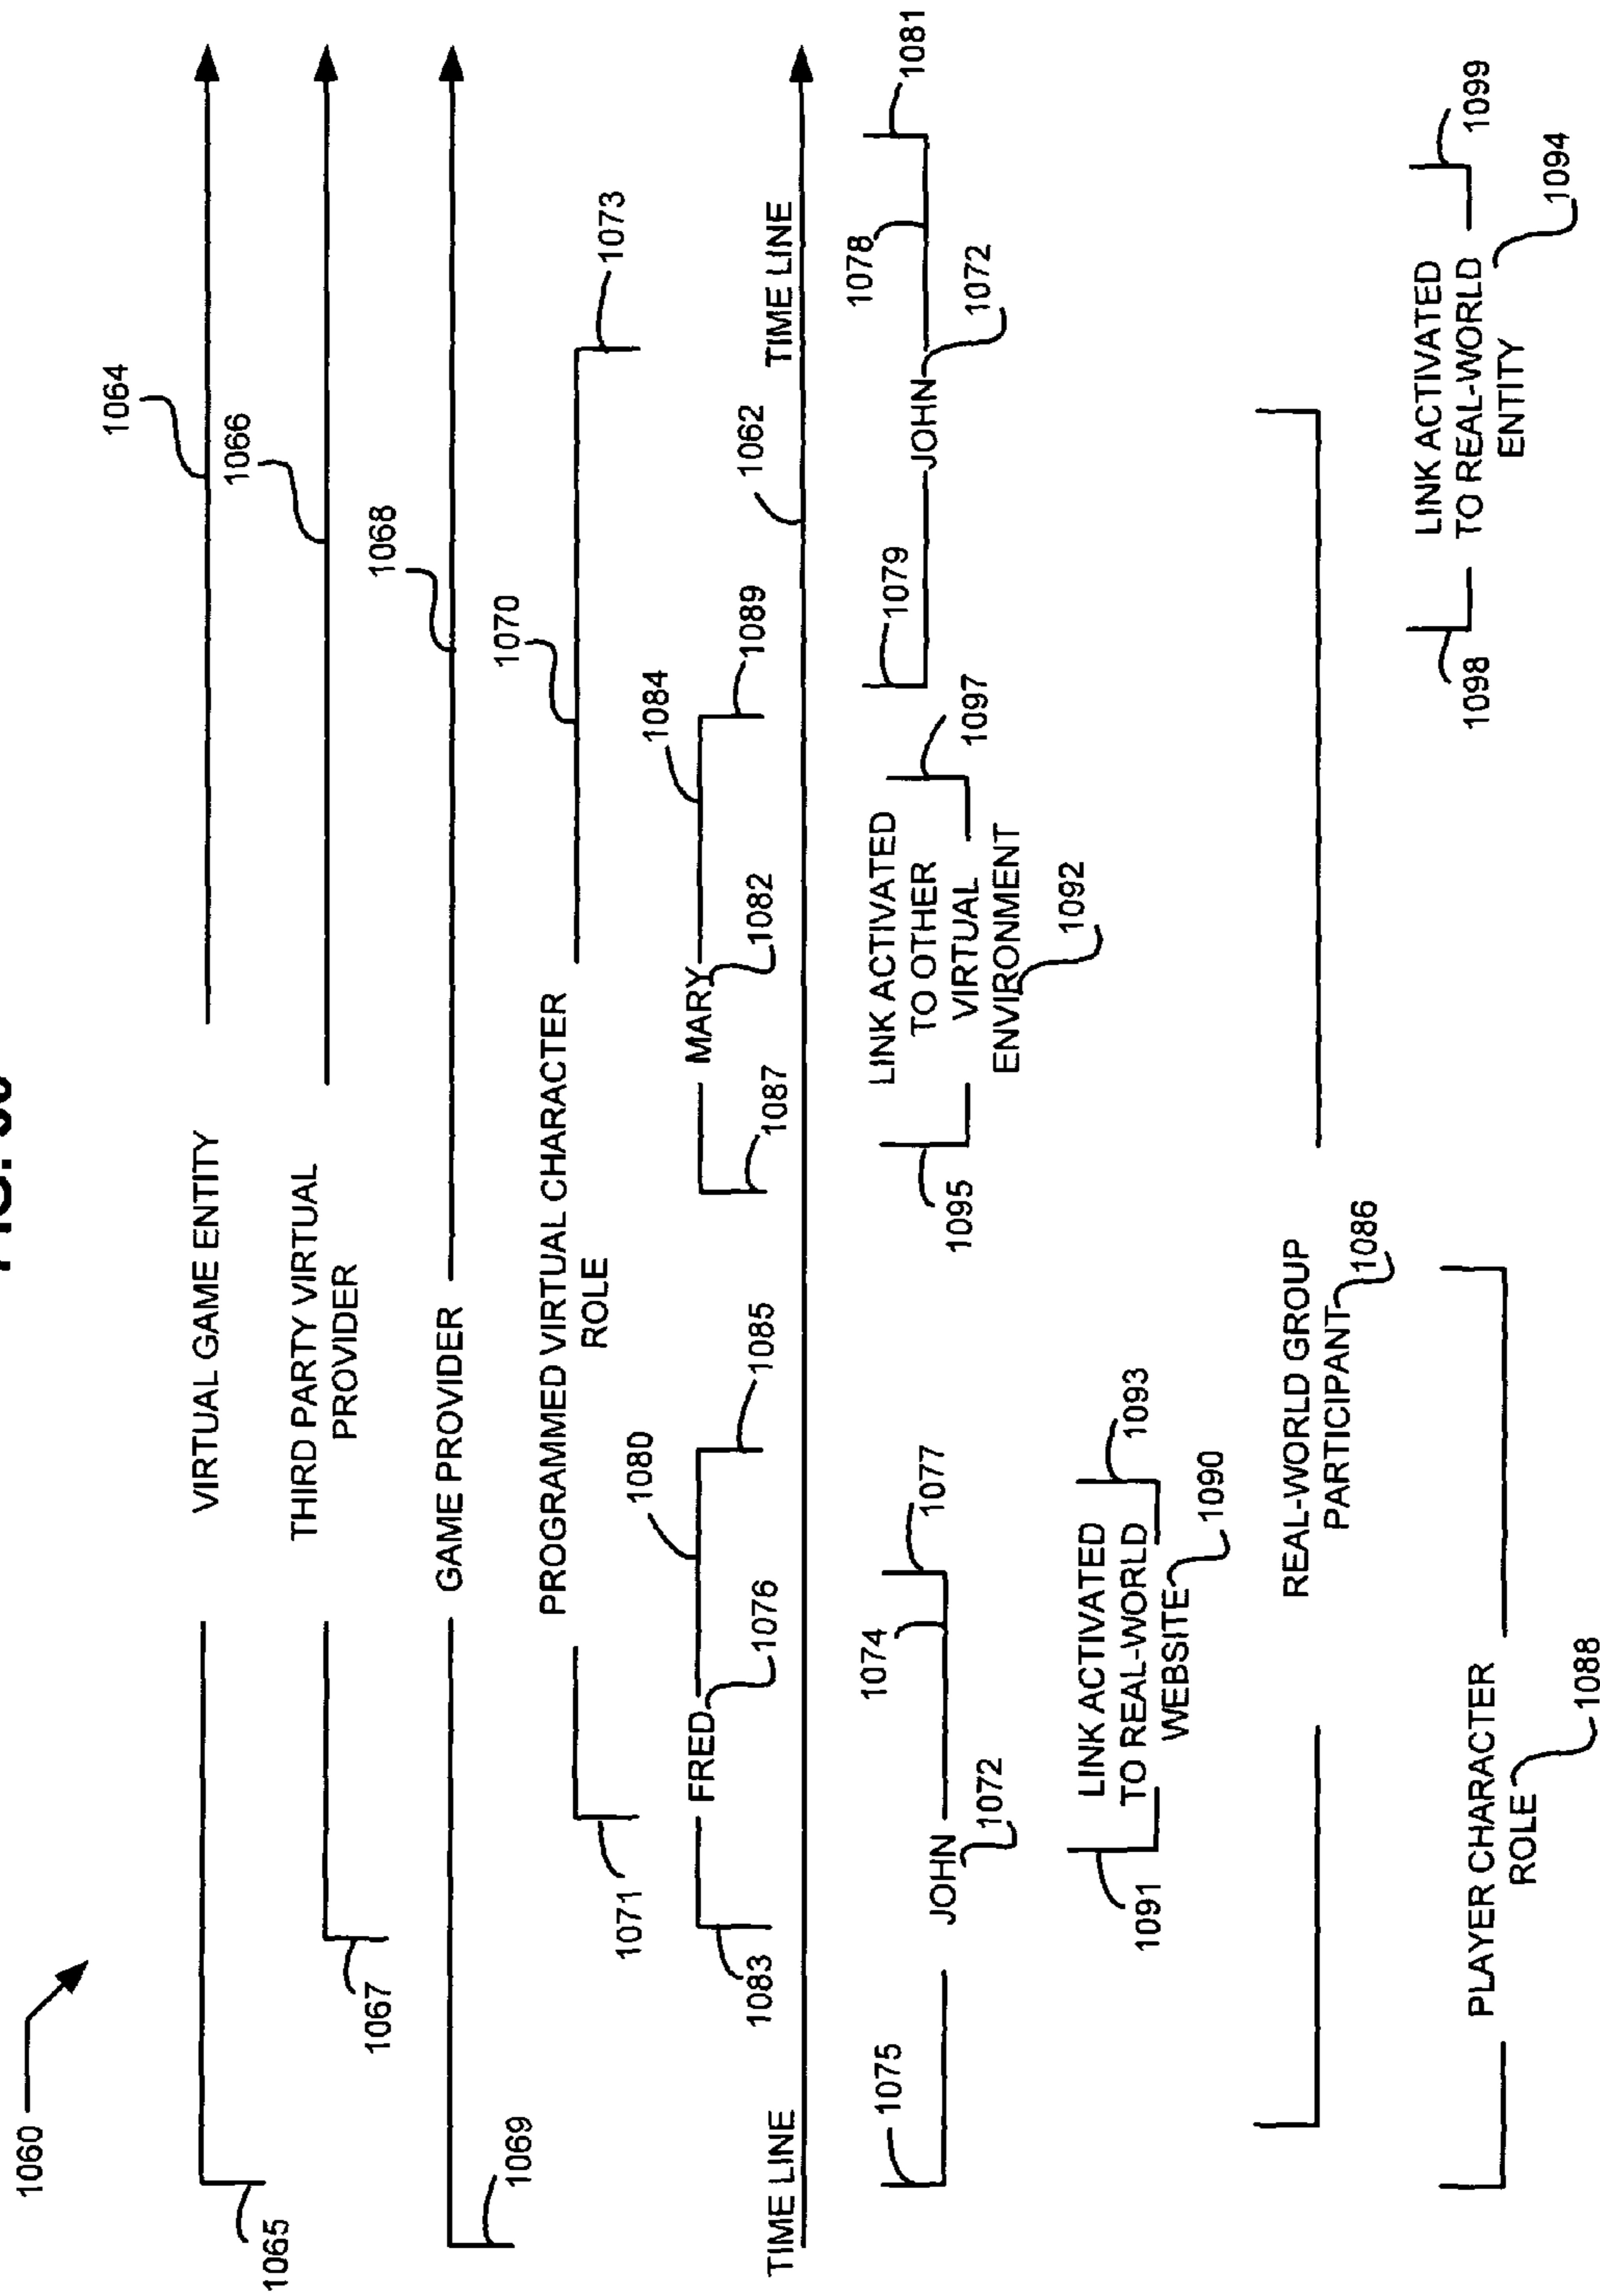 1060
1064
1065
VIRTUAL GAME ENTITY
1066
1067
THIRD PARTY VIRTUAL
PROVIDER
1068
1069
GAME PROVIDER
1070
1071
PROGRAMMED VIRTUAL CHARACTER
ROLE
1073
1080
1084
1083
FRED
1076
1085
1087
MARY
1082
1089
1062
TIME LINE
TIME LINE
1075
JOHN
1072
1074
1077
1095
LINK ACTIVATED
TO OTHER
VIRTUAL
ENVIRONMENT
1092
1097
1079
JOHN
1072
1078
1081
1091
LINK ACTIVATED
TO REAL-WORLD
WEBSITE
1090
1093
REAL-WORLD GROUP
PARTICIPANT
1086
PLAYER CHARACTER
ROLE
1088
1098
LINK ACTIVATED
TO REAL-WORLD
ENTITY
1094
1099